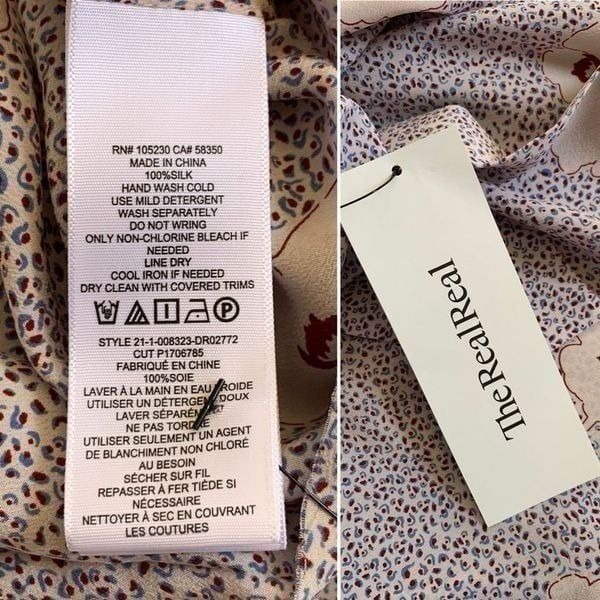 RN# 105230 CA# 58350
MADE IN CHINA
100%SILK
HAND WASH COLD
USE MILD DETERGENT
WASH SEPARATELY
DO NOT WRING
ONLY NON-CHLORINE BLEACH IF
NEEDED
LINE DRY
COOL IRON IF NEEDED
DRY CLEAN WITH COVERED TRIMS
P
STYLE 21-1-008323-DR02772
CUT P1706785
FABRIQUÉ EN CHINE
100%SOIE
LAVER À LA MAIN EN EAU FROIDE
UTILISER UN DÉTERGENT DOUX
LAVER SÉPARÉMENT
NE PAS TORDRE
UTILISER SEULEMENT UN AGENT
DE BLANCHIMENT NON CHLORÉ
AU BESOIN
SÉCHER SUR FIL
REPASSER À FER TIÈDE SI
NÉCESSAIRE
NETTOYER À SEC EN COUVRANT
LES COUTURES
TheRealReal